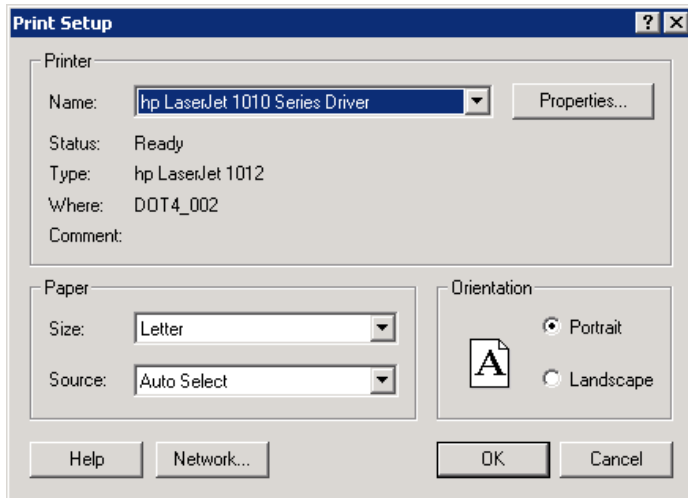 Print Setup
Printer
Name: hp LaserJet 1010 Series Driver Properties...
Status: Ready
Type: hp LaserJet 1012
Where: DOT4_002
Comment:
Paper
Size: Letter
Source: Auto Select
Orientation
A
Portrait
Landscape
Help Network... OK Cancel